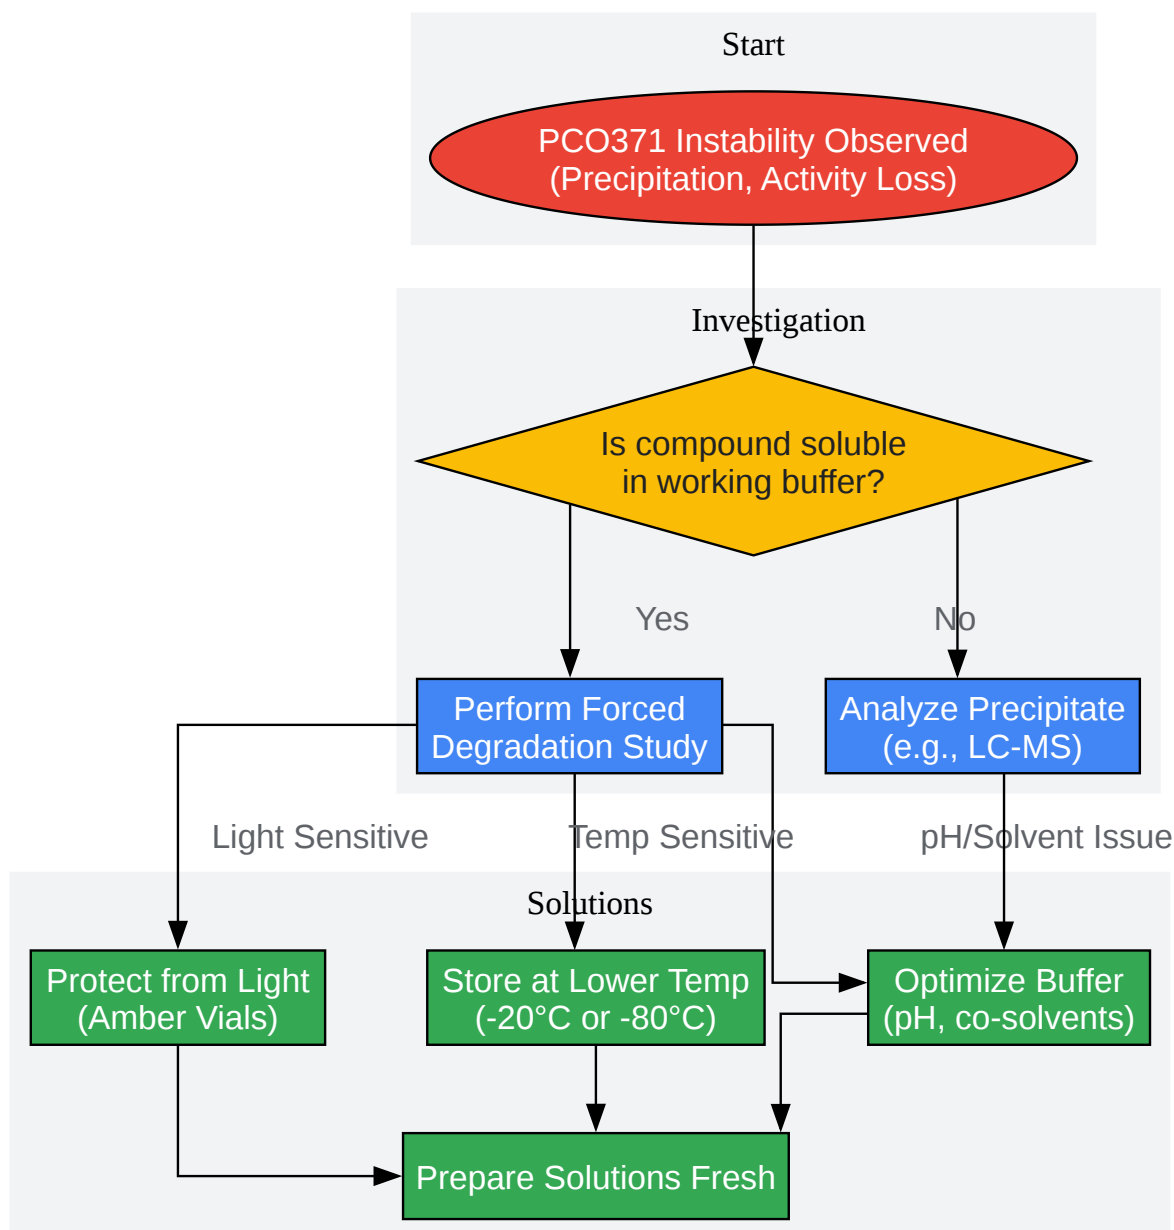 Start
PCO371 Instability Observed
(Precipitation, Activity Loss)
Investigation
Is compound soluble
in working buffer?
Yes
No
Perform Forced
Degradation Study
Analyze Precipitate
(e.g., LC-MS)
Light Sensitive
Temp Sensitive
pH/Solvent Issue
Solutions
Protect from Light
(Amber Vials)
Store at Lower Temp
(-20°C or -80°C)
Optimize Buffer
(pH, co-solvents)
Prepare Solutions Fresh